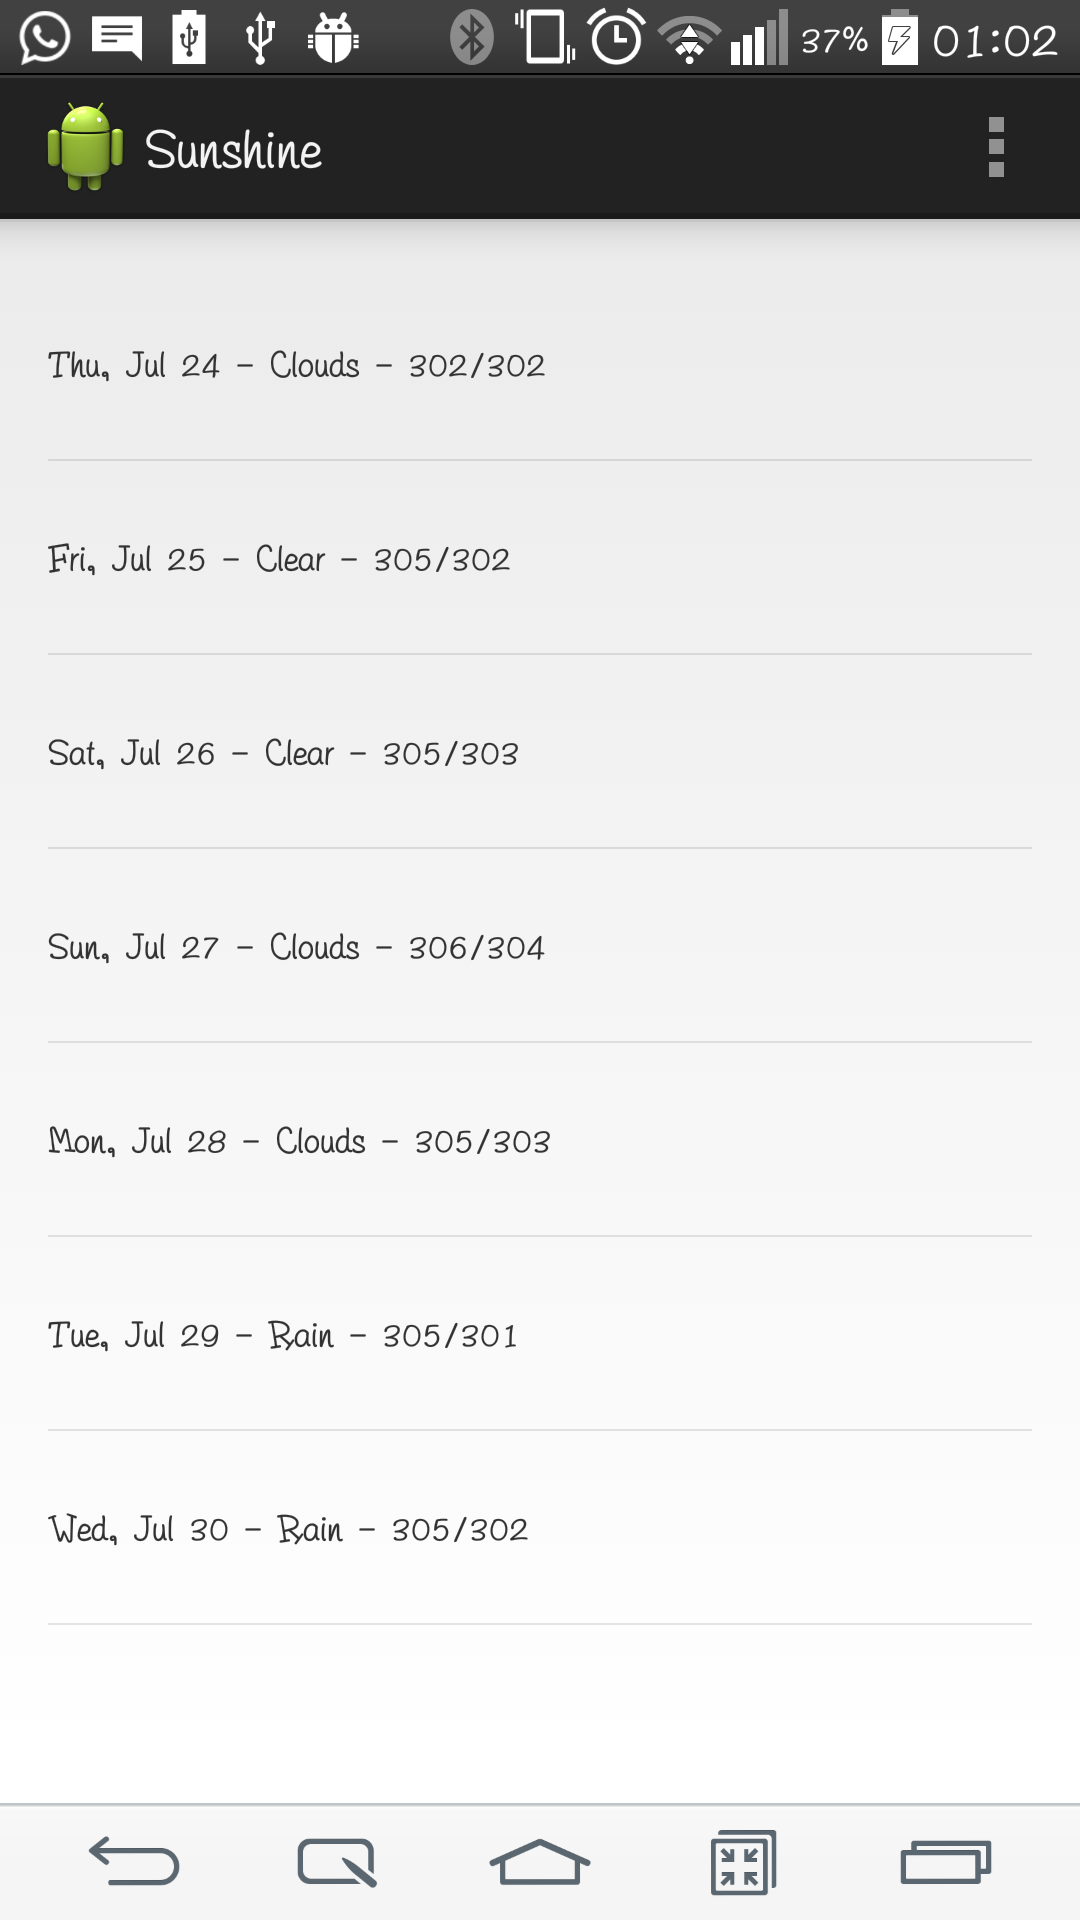 37% 01:02
Sunshine
Thu, Jul 24 - Clouds - 302/302
Fri, Jul 25 - Clear - 305/302
Sat, Jul 26 - Clear - 305/303
Sun, Jul 27 - Clouds - 306/304
Mon, Jul 28 - Clouds - 305/303
Tue, Jul 29 - Rain - 305/301
Wed, Jul 30 - Rain - 305/302